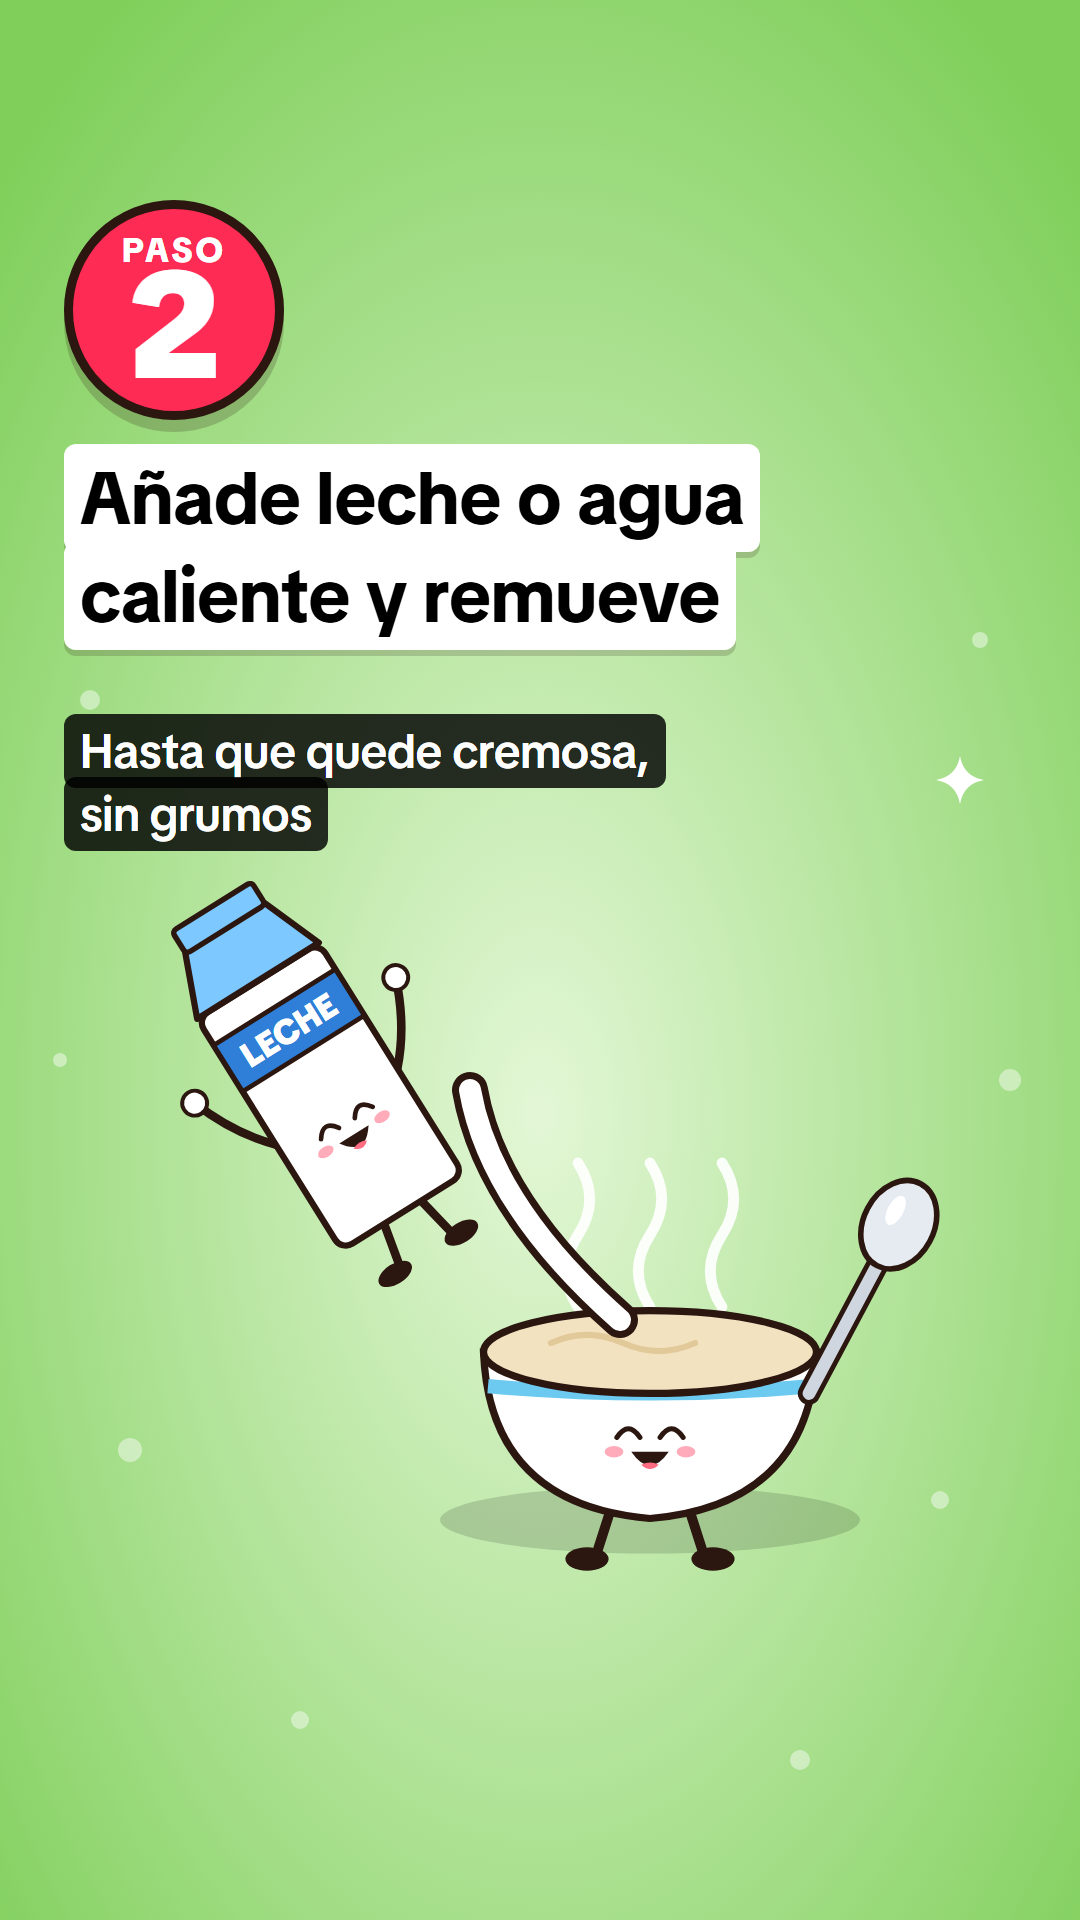 PASO
2
Añade leche o agua
caliente y remueve
Hasta que quede cremosa,
sin grumos
LECHE